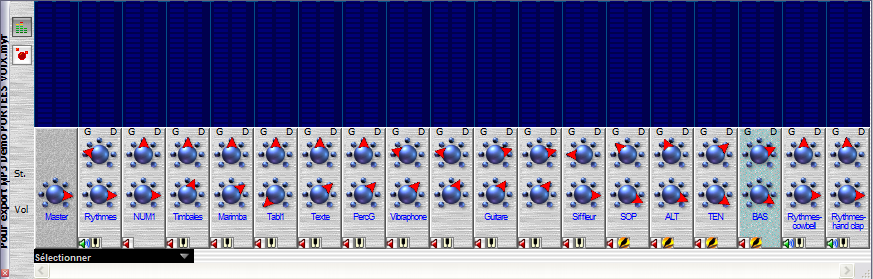 Pour export MP3 Demo PORTEES VOIX.myr
G D G D G D G D G D G D G D G D G D G D G D G D G D G D G D G D G D G D
St.
Vol
Master Rythmes NUM1 Timbales Marimba Tabl1 Texte PercG Vibraphone Guitare Siffleur SOP ALT TEN BAS Rythmes-cowbell Rythmes-hand clap
Sélectionner